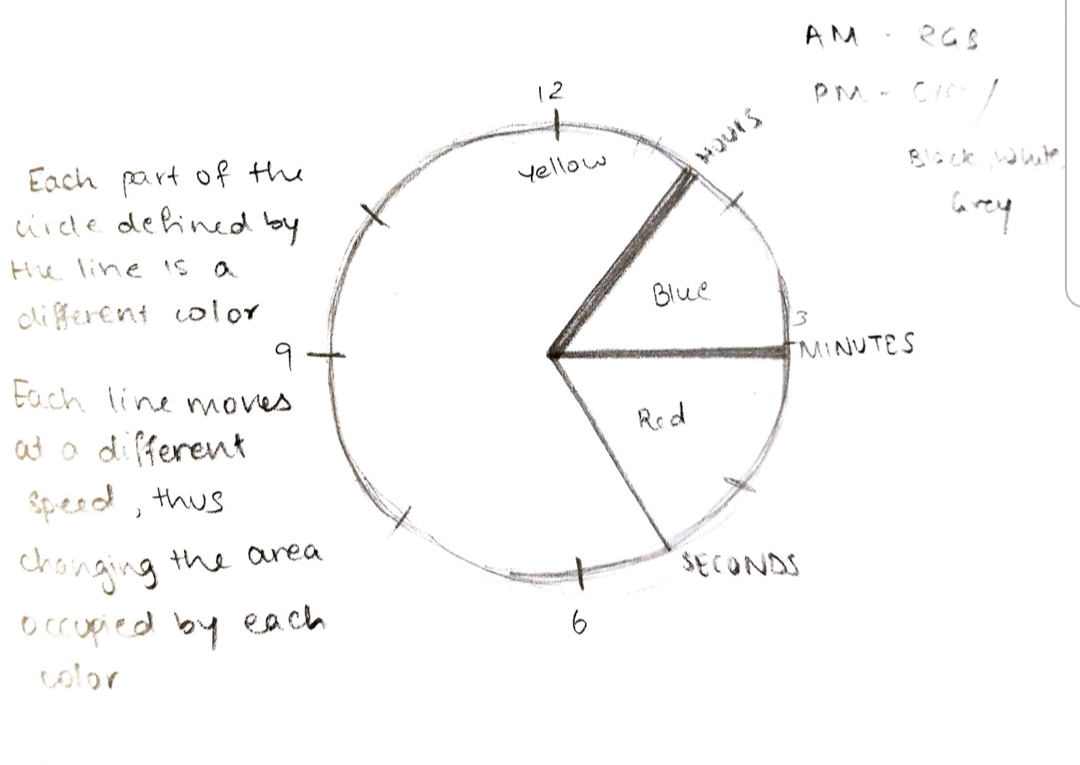 Each part of the
circle defined by
the line is a
different color
Each line moves
at a different
speed, thus
changing the area
occupied by each
color
12
Yellow
HOURS
Blue
3
MINUTES
Red
SECONDS
6
9
AM - RGB
PM -
Black, White,
Grey